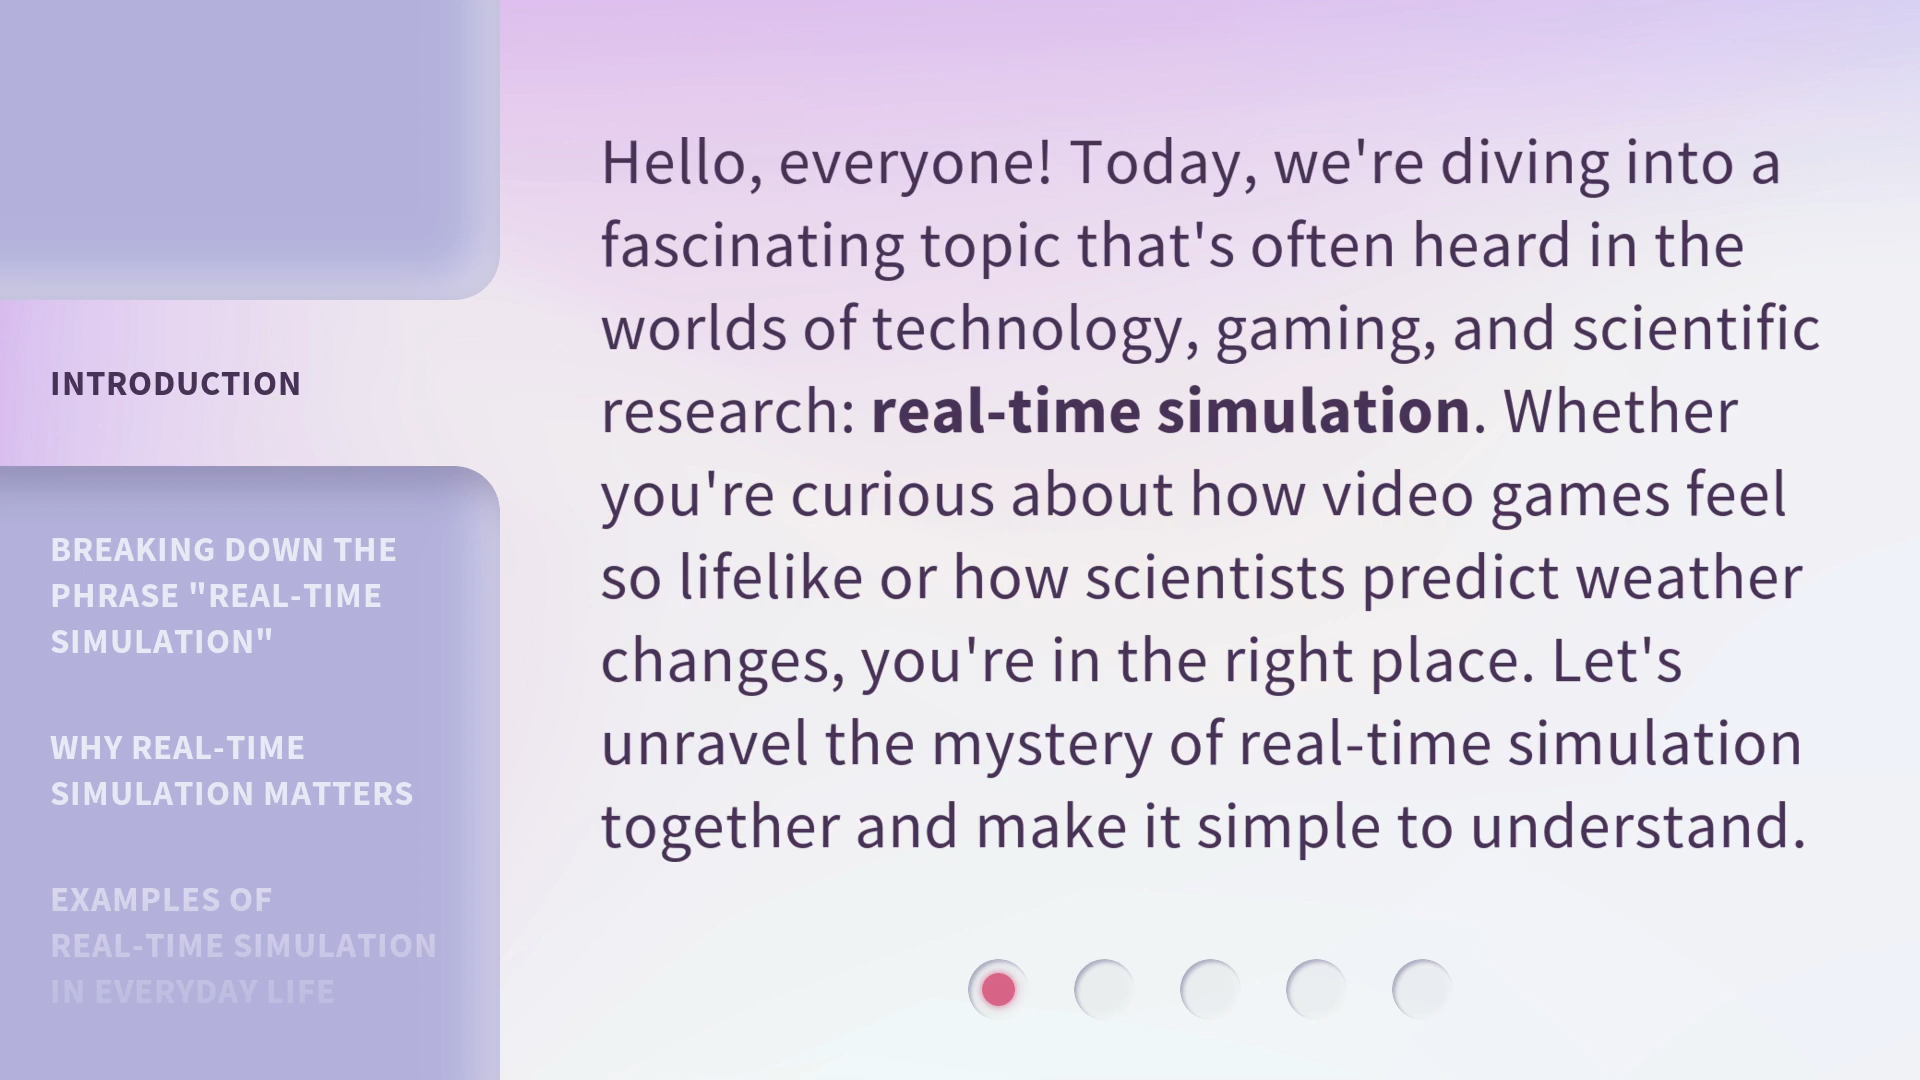 INTRODUCTION
BREAKING DOWN THE
PHRASE "REAL-TIME
SIMULATION"
WHY REAL-TIME
SIMULATION MATTERS
EXAMPLES OF
REAL-TIME SIMULATION
IN EVERYDAY LIFE
Hello, everyone! Today, we're diving into a
fascinating topic that's often heard in the
worlds of technology, gaming, and scientific
research: real-time simulation. Whether
you're curious about how video games feel
so lifelike or how scientists predict weather
changes, you're in the right place. Let's
unravel the mystery of real-time simulation
together and make it simple to understand.